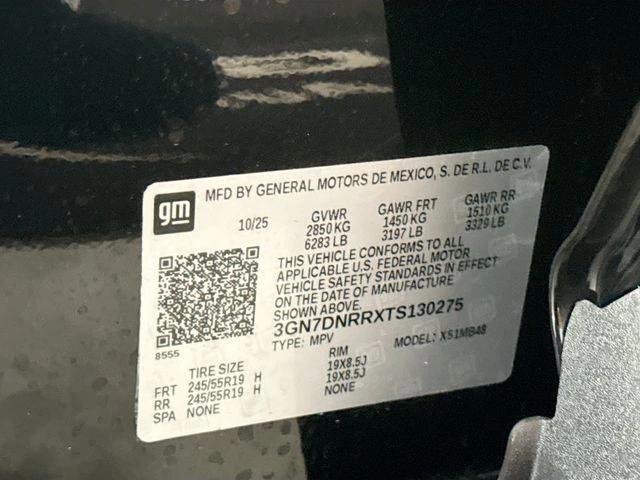 gm
MFD BY GENERAL MOTORS DE MEXICO, S. DE R.L. DE C.V.
10/25 GVWR GAWR FRT GAWR RR
2850 KG 1450 KG 1510 KG
6283 LB 3197 LB 3329 LB
THIS VEHICLE CONFORMS TO ALL
APPLICABLE U.S. FEDERAL MOTOR
VEHICLE SAFETY STANDARDS IN EFFECT
ON THE DATE OF MANUFACTURE
SHOWN ABOVE.
3GN7DNRRXTS130275
8555
TYPE: MPV MODEL: XS1MB48
TIRE SIZE RIM
FRT 245/55R19 H 19X8.5J
RR 245/55R19 H 19X8.5J
SPA NONE NONE